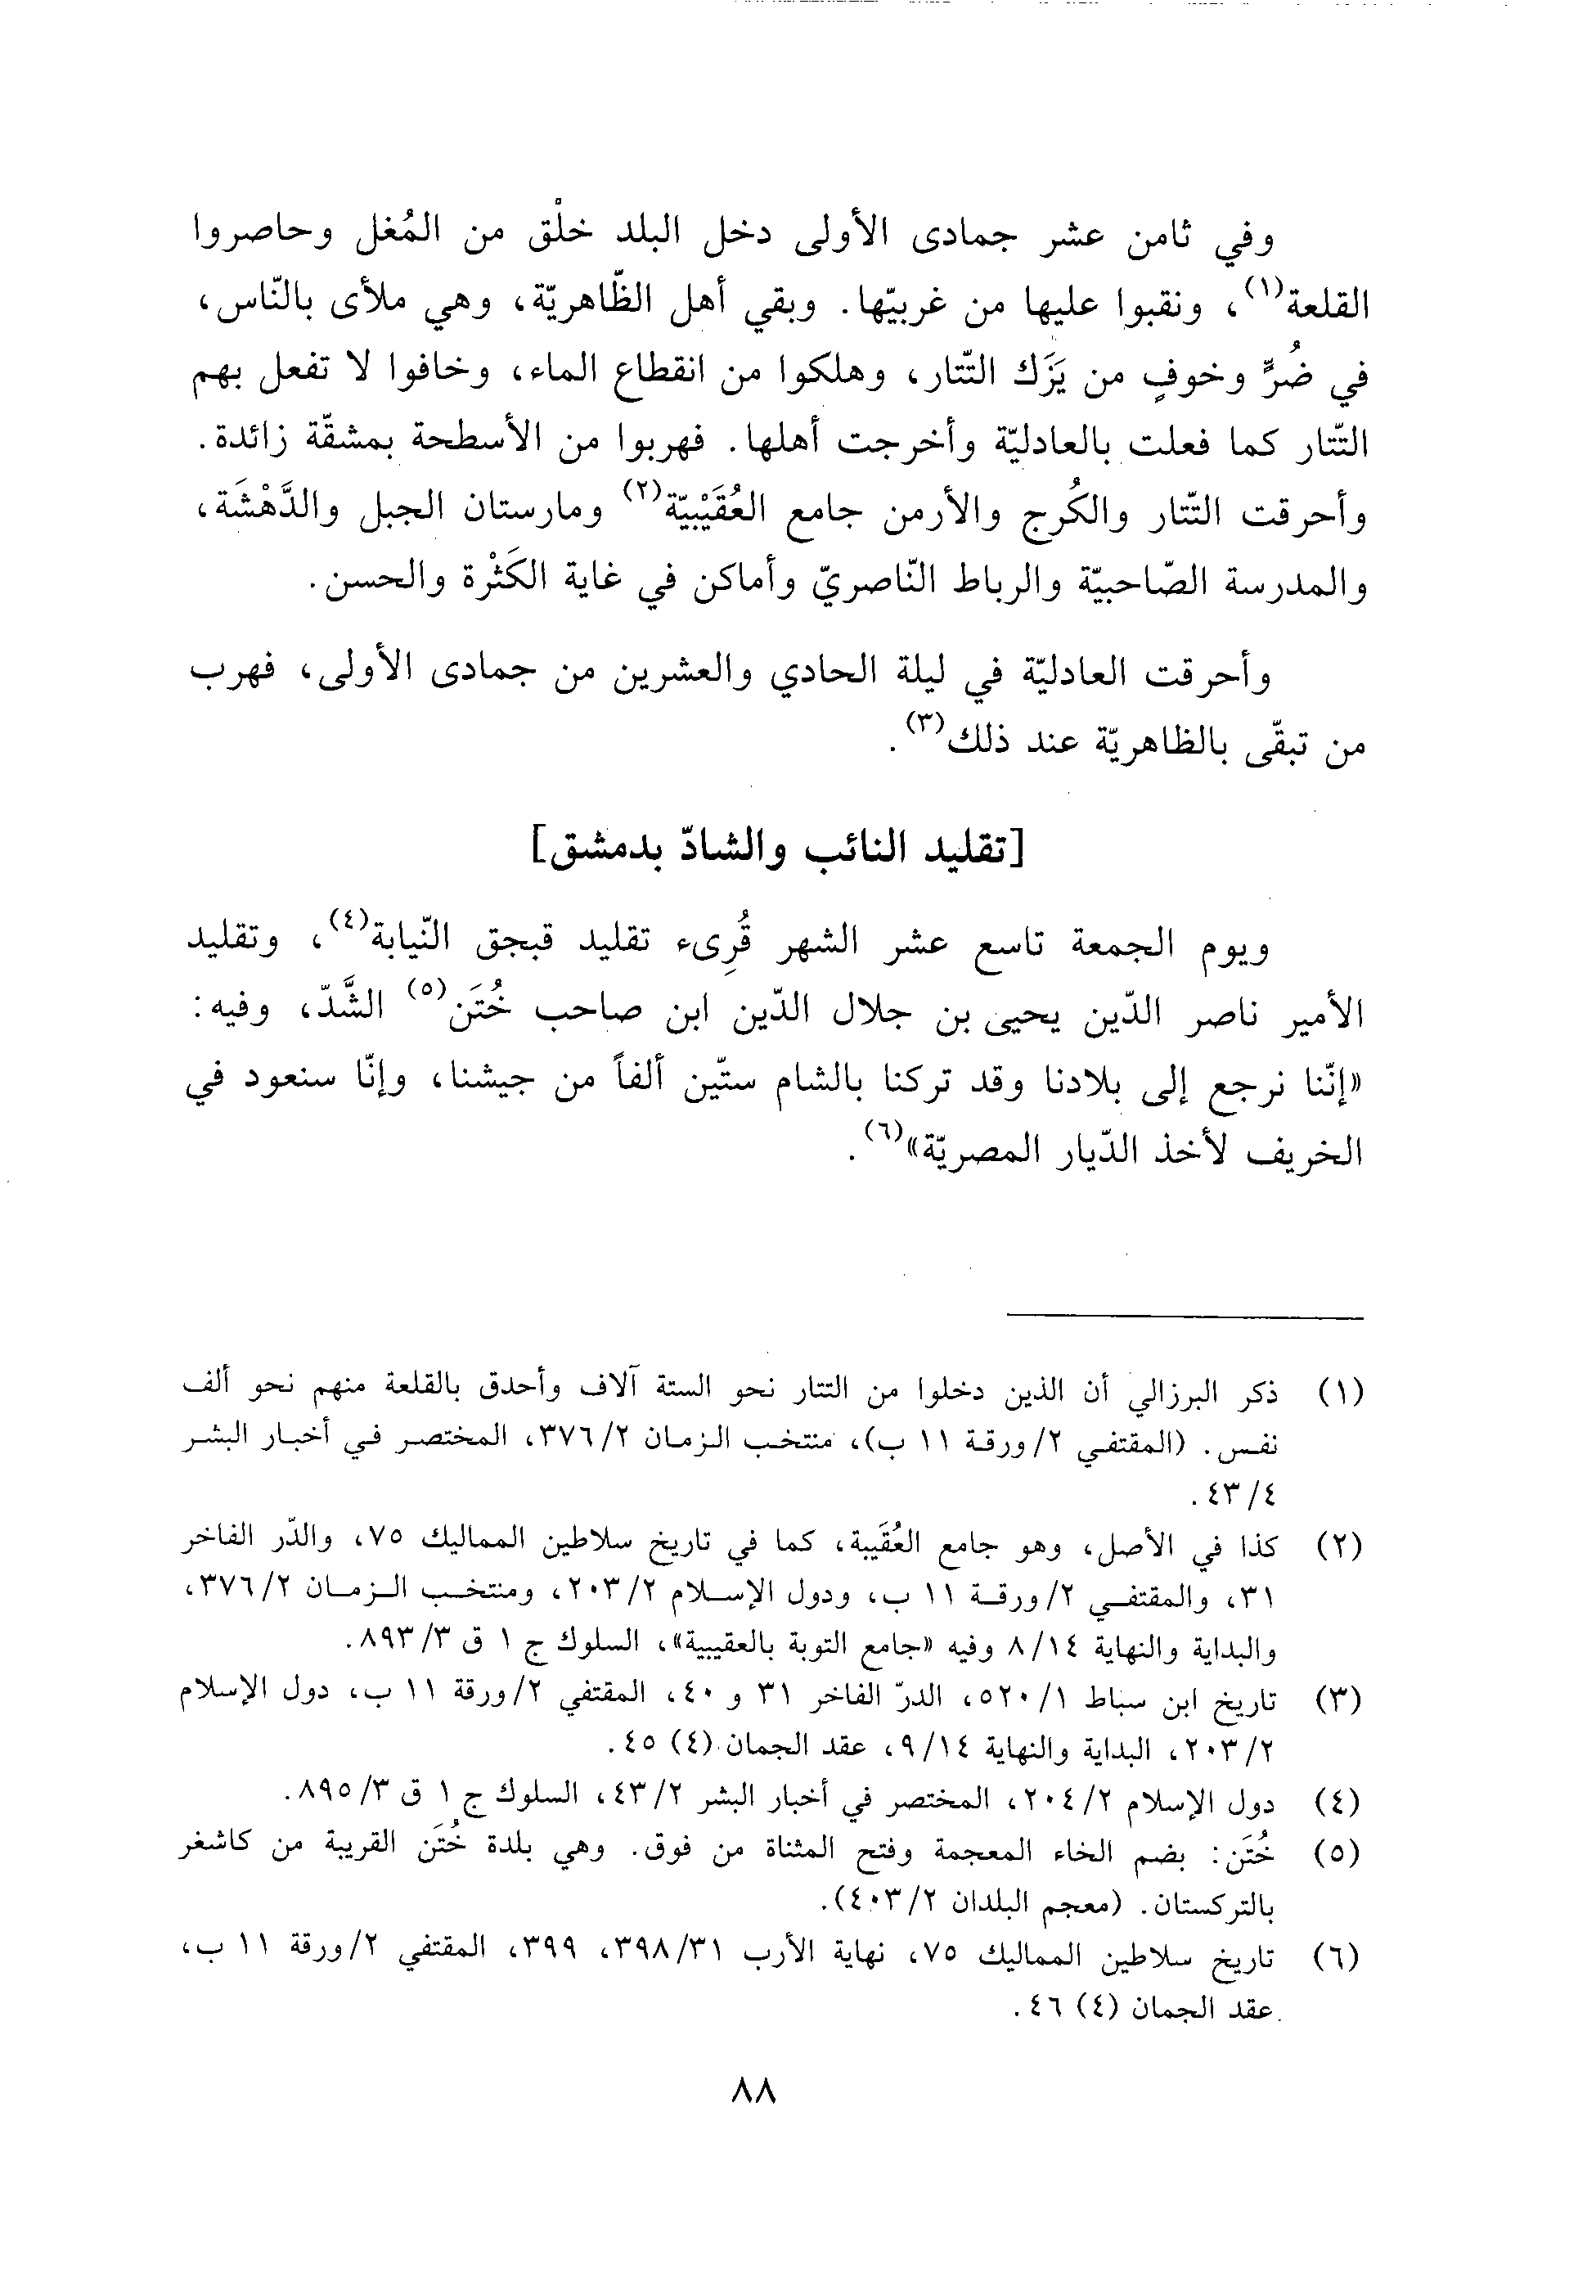 وفي ثامن عشر جمادى الأولى دخل البلد خلْق من المُغل وحاصروا
القلعة(١)، ونقبوا عليها من غربيّها. وبقي أهل الظّاهريّة، وهي ملأى بالنّاس،
في ضُرٍّ وخوفٍ من يَزَك التّتار، وهلكوا من انقطاع الماء، وخافوا لا تفعل بهم
التّتار كما فعلت بالعادليّة وأخرجت أهلها. فهربوا من الأسطحة بمشقّة زائدة.
وأحرقت التّتار والكُرج والأرمن جامع العُقَيْبيّة(٢) ومارستان الجبل والدَّهْشَة،
والمدرسة الصّاحبيّة والرباط النّاصريّ وأماكن في غاية الكَثْرة والحسن.
وأحرقت العادليّة في ليلة الحادي والعشرين من جمادى الأولى، فهرب
من تبقّى بالظاهريّة عند ذلك(٣).
[تقليد النائب والشادّ بدمشق]
ويوم الجمعة تاسع عشر الشهر قُرِىء تقليد قبجق النّيابة(٤)، وتقليد
الأمير ناصر الدّين يحيى بن جلال الدّين ابن صاحب خُتَن(٥) الشَّدّ، وفيه:
«إنّنا نرجع إلى بلادنا وقد تركنا بالشام ستّين ألفاً من جيشنا، وإنّا سنعود في
الخريف لأخذ الدّيار المصريّة»(٦).
(١) ذكر البرزالي أن الذين دخلوا من التتار نحو الستة آلاف وأحدق بالقلعة منهم نحو ألف
نفس. (المقتفي ٢/ورقة ١١ ب)، منتخب الزمان ٣٧٦/٢، المختصر في أخبار البشر
٤٣/٤.
(٢) كذا في الأصل، وهو جامع العُقَيبة، كما في تاريخ سلاطين المماليك ٧٥، والدّر الفاخر
٣١، والمقتفي ٢/ورقة ١١ ب، ودول الإسلام ٢٠٣/٢، ومنتخب الزمان ٣٧٦/٢،
والبداية والنهاية ٨/١٤ وفيه «جامع التوبة بالعقيبية»، السلوك ج ١ ق ٨٩٣/٣.
(٣) تاريخ ابن سباط ٥٢٠/١، الدرّ الفاخر ٣١ و ٤٠، المقتفي ٢/ورقة ١١ ب، دول الإسلام
٢٠٣/٢، البداية والنهاية ٩/١٤، عقد الجمان (٤) ٤٥.
(٤) دول الإسلام ٢٠٤/٢، المختصر في أخبار البشر ٤٣/٢، السلوك ج ١ ق ٨٩٥/٣.
(٥) خُتَن: بضم الخاء المعجمة وفتح المثناة من فوق. وهي بلدة خُتَن القريبة من كاشغر
بالتركستان. (معجم البلدان ٤٠٣/٢).
(٦) تاريخ سلاطين المماليك ٧٥، نهاية الأرب ٣٩٨/٣١، ٣٩٩، المقتفي ٢/ورقة ١١ ب،
عقد الجمان (٤) ٤٦.
٨٨